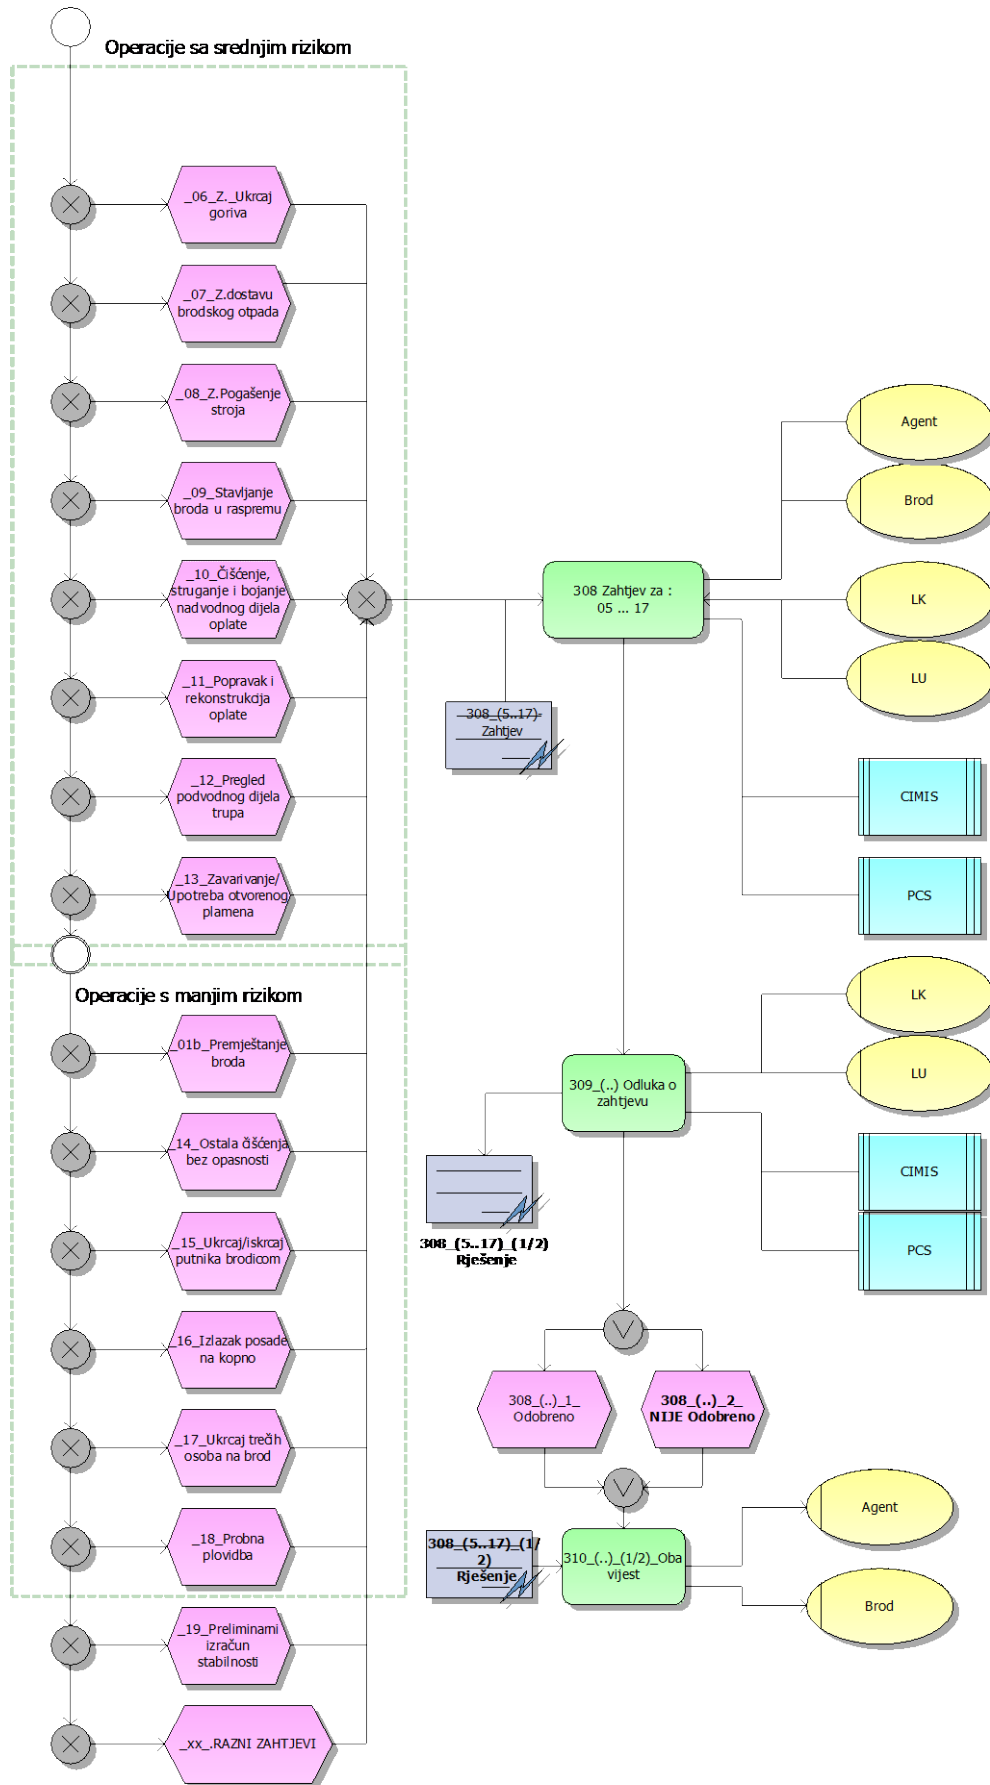 Operacije sa srednjim rizikom
_06_Z._Ukrcaj
goriva
_07_Z.dostavu
brodskog otpada
_08_Z.Pogašenje
stroja
_09_Stavljanje
broda u raspremu
_10_Čišćenje,
struganje i bojanje
nadvodnog dijela
oplate
_11_Popravak i
rekonstrukcija
oplate
_12_Pregled
podvodnog dijela
trupa
_13_Zavarivanje/
Upotreba otvorenog
plamena
308 Zahtjev za :
05 ... 17
308_(5..17)
Zahtjev
Agent
Brod
LK
LU
CIMIS
PCS
Operacije s manjim rizikom
_01b_Premještanje
broda
_14_Ostala čišćenja
bez opasnosti
_15_Ukrcaj/iskrcaj
putnika brodicom
_16_Izlazak posade
na kopno
_17_Ukrcaj trećih
osoba na brod
_18_Probna
plovidba
_19_Preliminarni
izračun
stabilnosti
_xx_.RAZNI ZAHTJEVI
309_(..) Odluka o
zahtjevu
LK
LU
CIMIS
PCS
308_(5..17)_(1/2)
Rješenje
308_(..)_1_
Odobreno
308_(..)_2_
NIJE Odobreno
308_(5..17)_(1/
2)
Rješenje
310_(..)_(1/2)_Oba
vijest
Agent
Brod